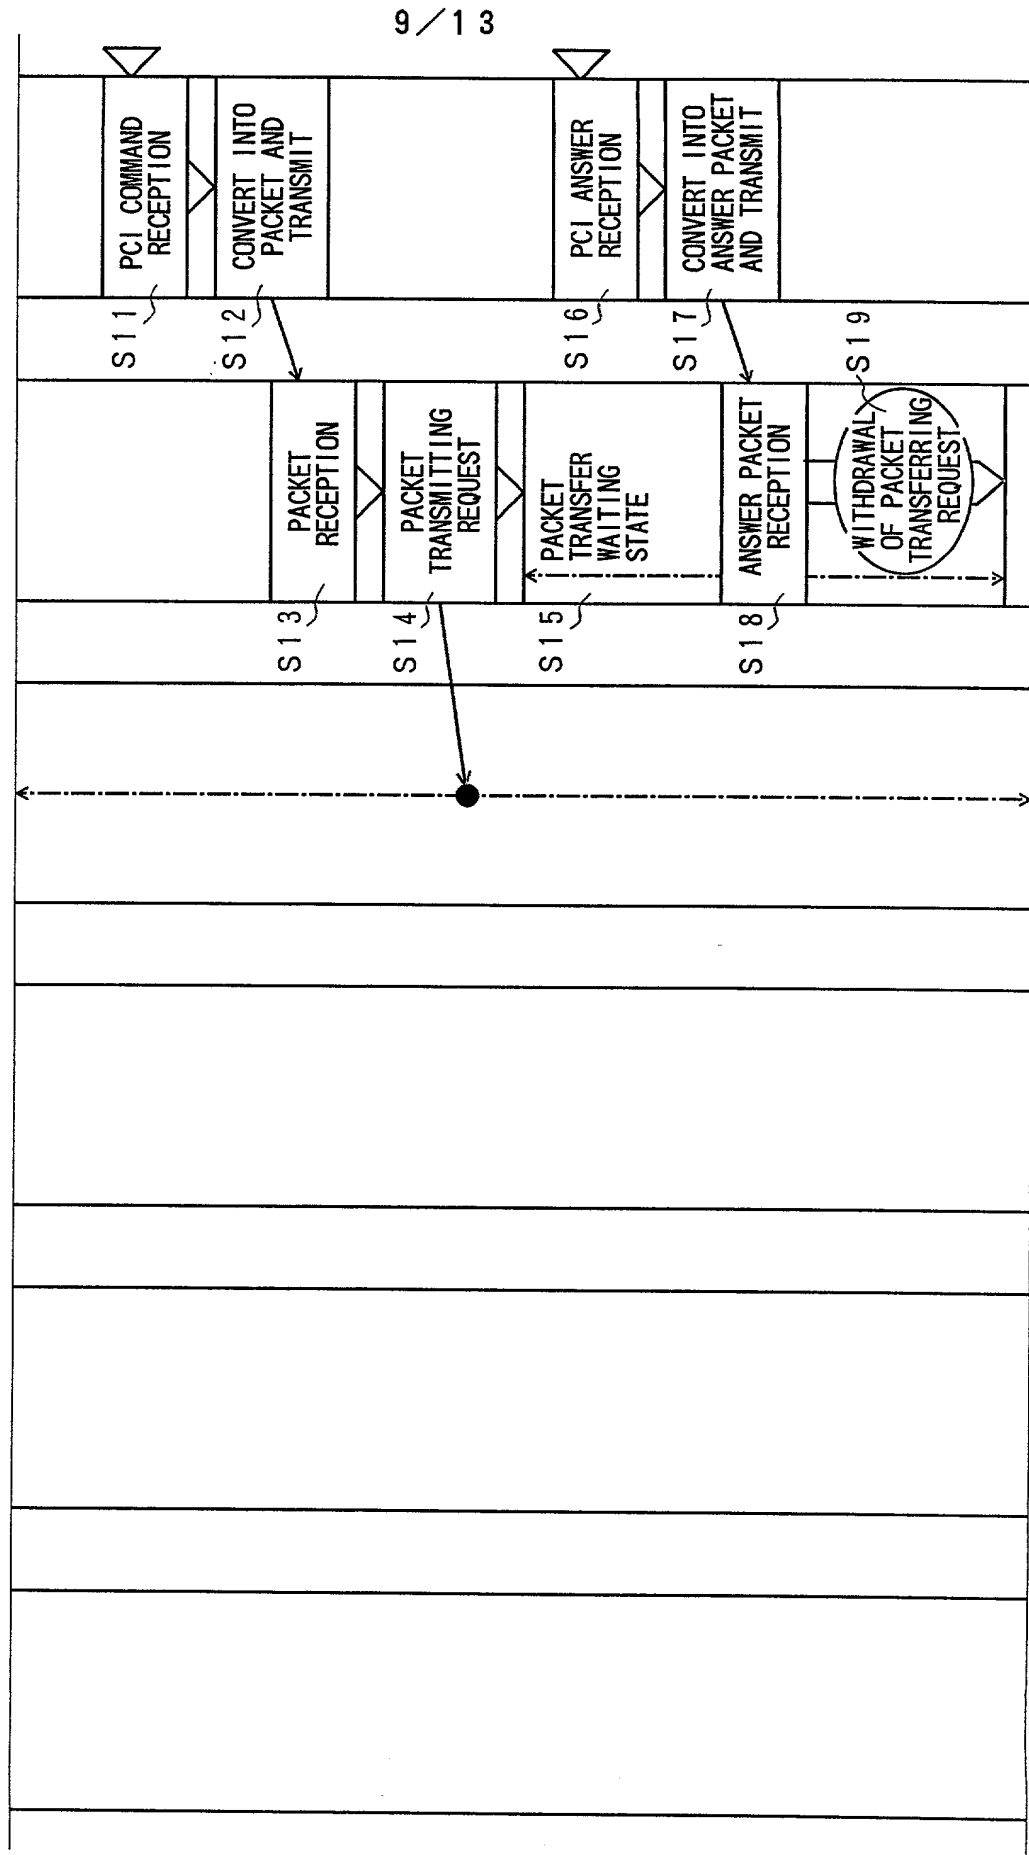 9/13
PCI COMMAND
RECEPTION
S11
CONVERT INTO
PACKET AND
TRANSMIT
S12
PCI ANSWER
RECEPTION
S16
CONVERT INTO
ANSWER PACKET
AND TRANSMIT
S17
PACKET
RECEPTION
S13
PACKET
TRANSMITTING
REQUEST
S14
PACKET
TRANSFER
WAITING
STATE
S15
ANSWER PACKET
RECEPTION
S18
WITHDRAWAL
OF PACKET
TRANSFERRING
REQUEST
S19